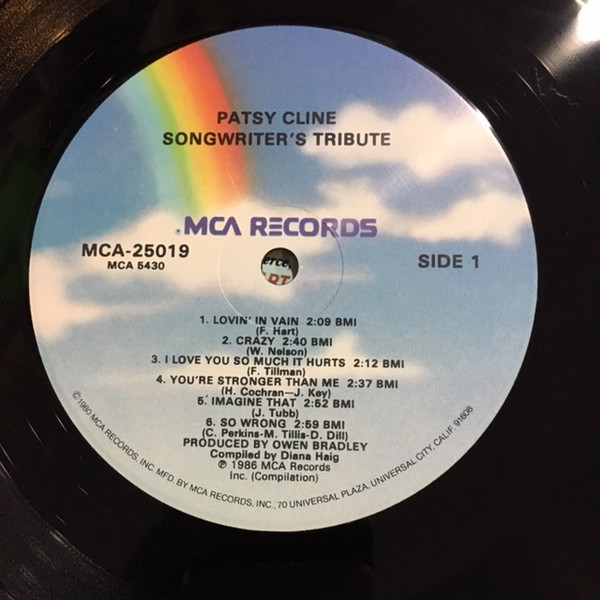 PATSY CLINE
SONGWRITER'S TRIBUTE
MCA RECORDS
MCA-25019
MCA 5430
SIDE 1
1. LOVIN' IN VAIN 2:09 BMI
(F. Hart)
2. CRAZY 2:40 BMI
(W. Nelson)
3. I LOVE YOU SO MUCH IT HURTS 2:12 BMI
(F. Tillman)
4. YOU'RE STRONGER THAN ME 2:37 BMI
(H. Cochran-J. Key)
5. IMAGINE THAT 2:52 BMI
(J. Tubb)
6. SO WRONG 2:59 BMI
(C. Perkins-M. Tillis-D. Dill)
PRODUCED BY OWEN BRADLEY
Compiled by Diana Haig
℗ 1986 MCA Records
Inc. (Compilation)
©1980 MCA RECORDS, INC. MFD. BY MCA RECORDS, INC., 70 UNIVERSAL PLAZA, UNIVERSAL CITY, CALIF. 91608